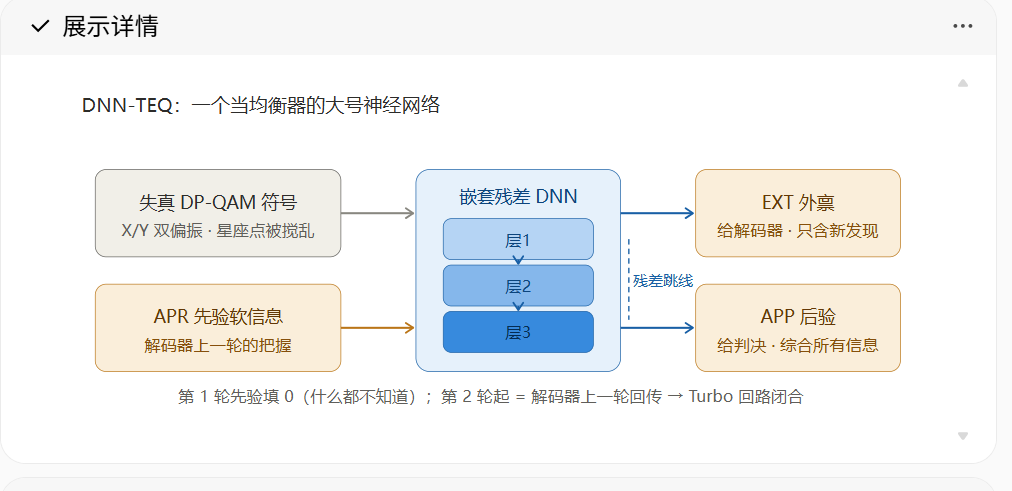 展示详情
DNN-TEQ：一个当均衡器的大号神经网络
失真 DP-QAM 符号
X/Y 双偏振 · 星座点被搅乱
APR 先验软信息
解码器上一轮的把握
嵌套残差 DNN
层1
层2
层3
EXT 外禀
给解码器 · 只含新发现
残差跳线
APP 后验
给判决 · 综合所有信息
第 1 轮先验填 0（什么都不知道）；第 2 轮起 = 解码器上一轮回传 → Turbo 回路闭合